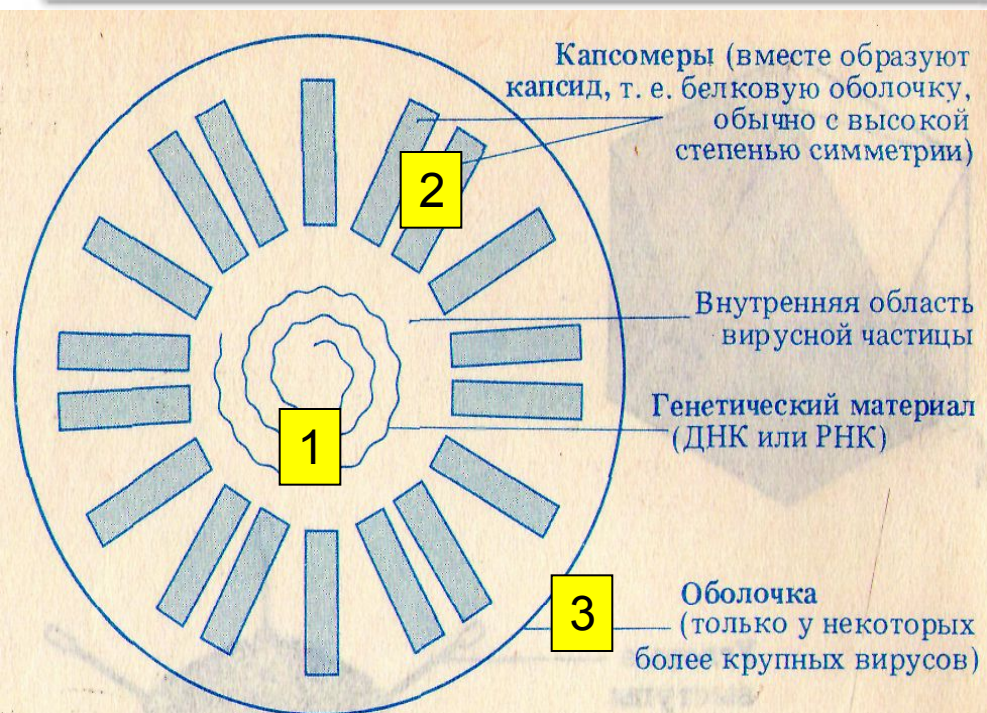 Капсомеры (вместе образуют
капсид, т. е. белковую оболочку,
обычно с высокой
степенью симметрии)
2
Внутренняя область
вирусной частицы
Генетический материал
(ДНК или РНК)
1
3
Оболочка
(только у некоторых
более крупных вирусов)